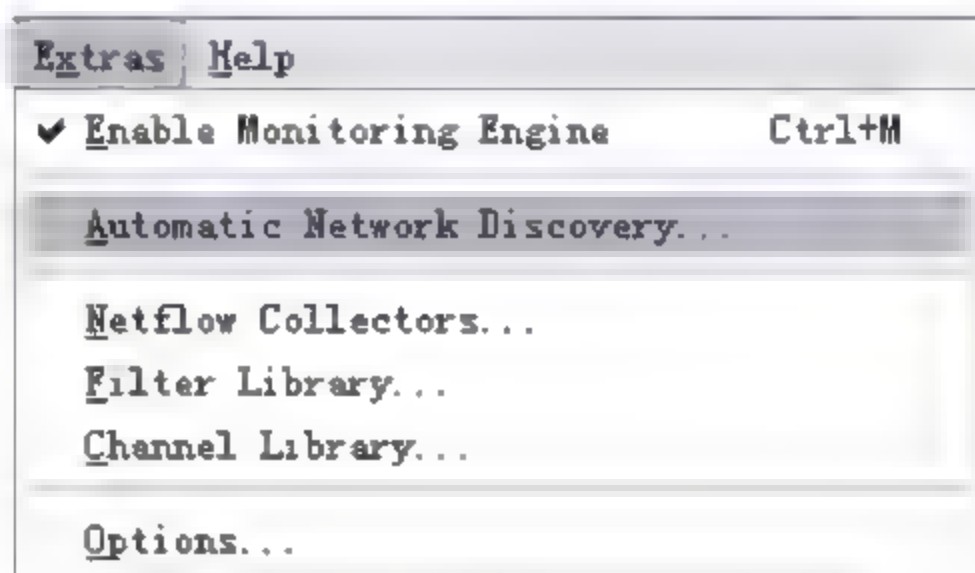 Extras Help
✔ Enable Monitoring Engine Ctrl+M
Automatic Network Discovery...
Netflow Collectors...
Filter Library...
Channel Library...
Options...